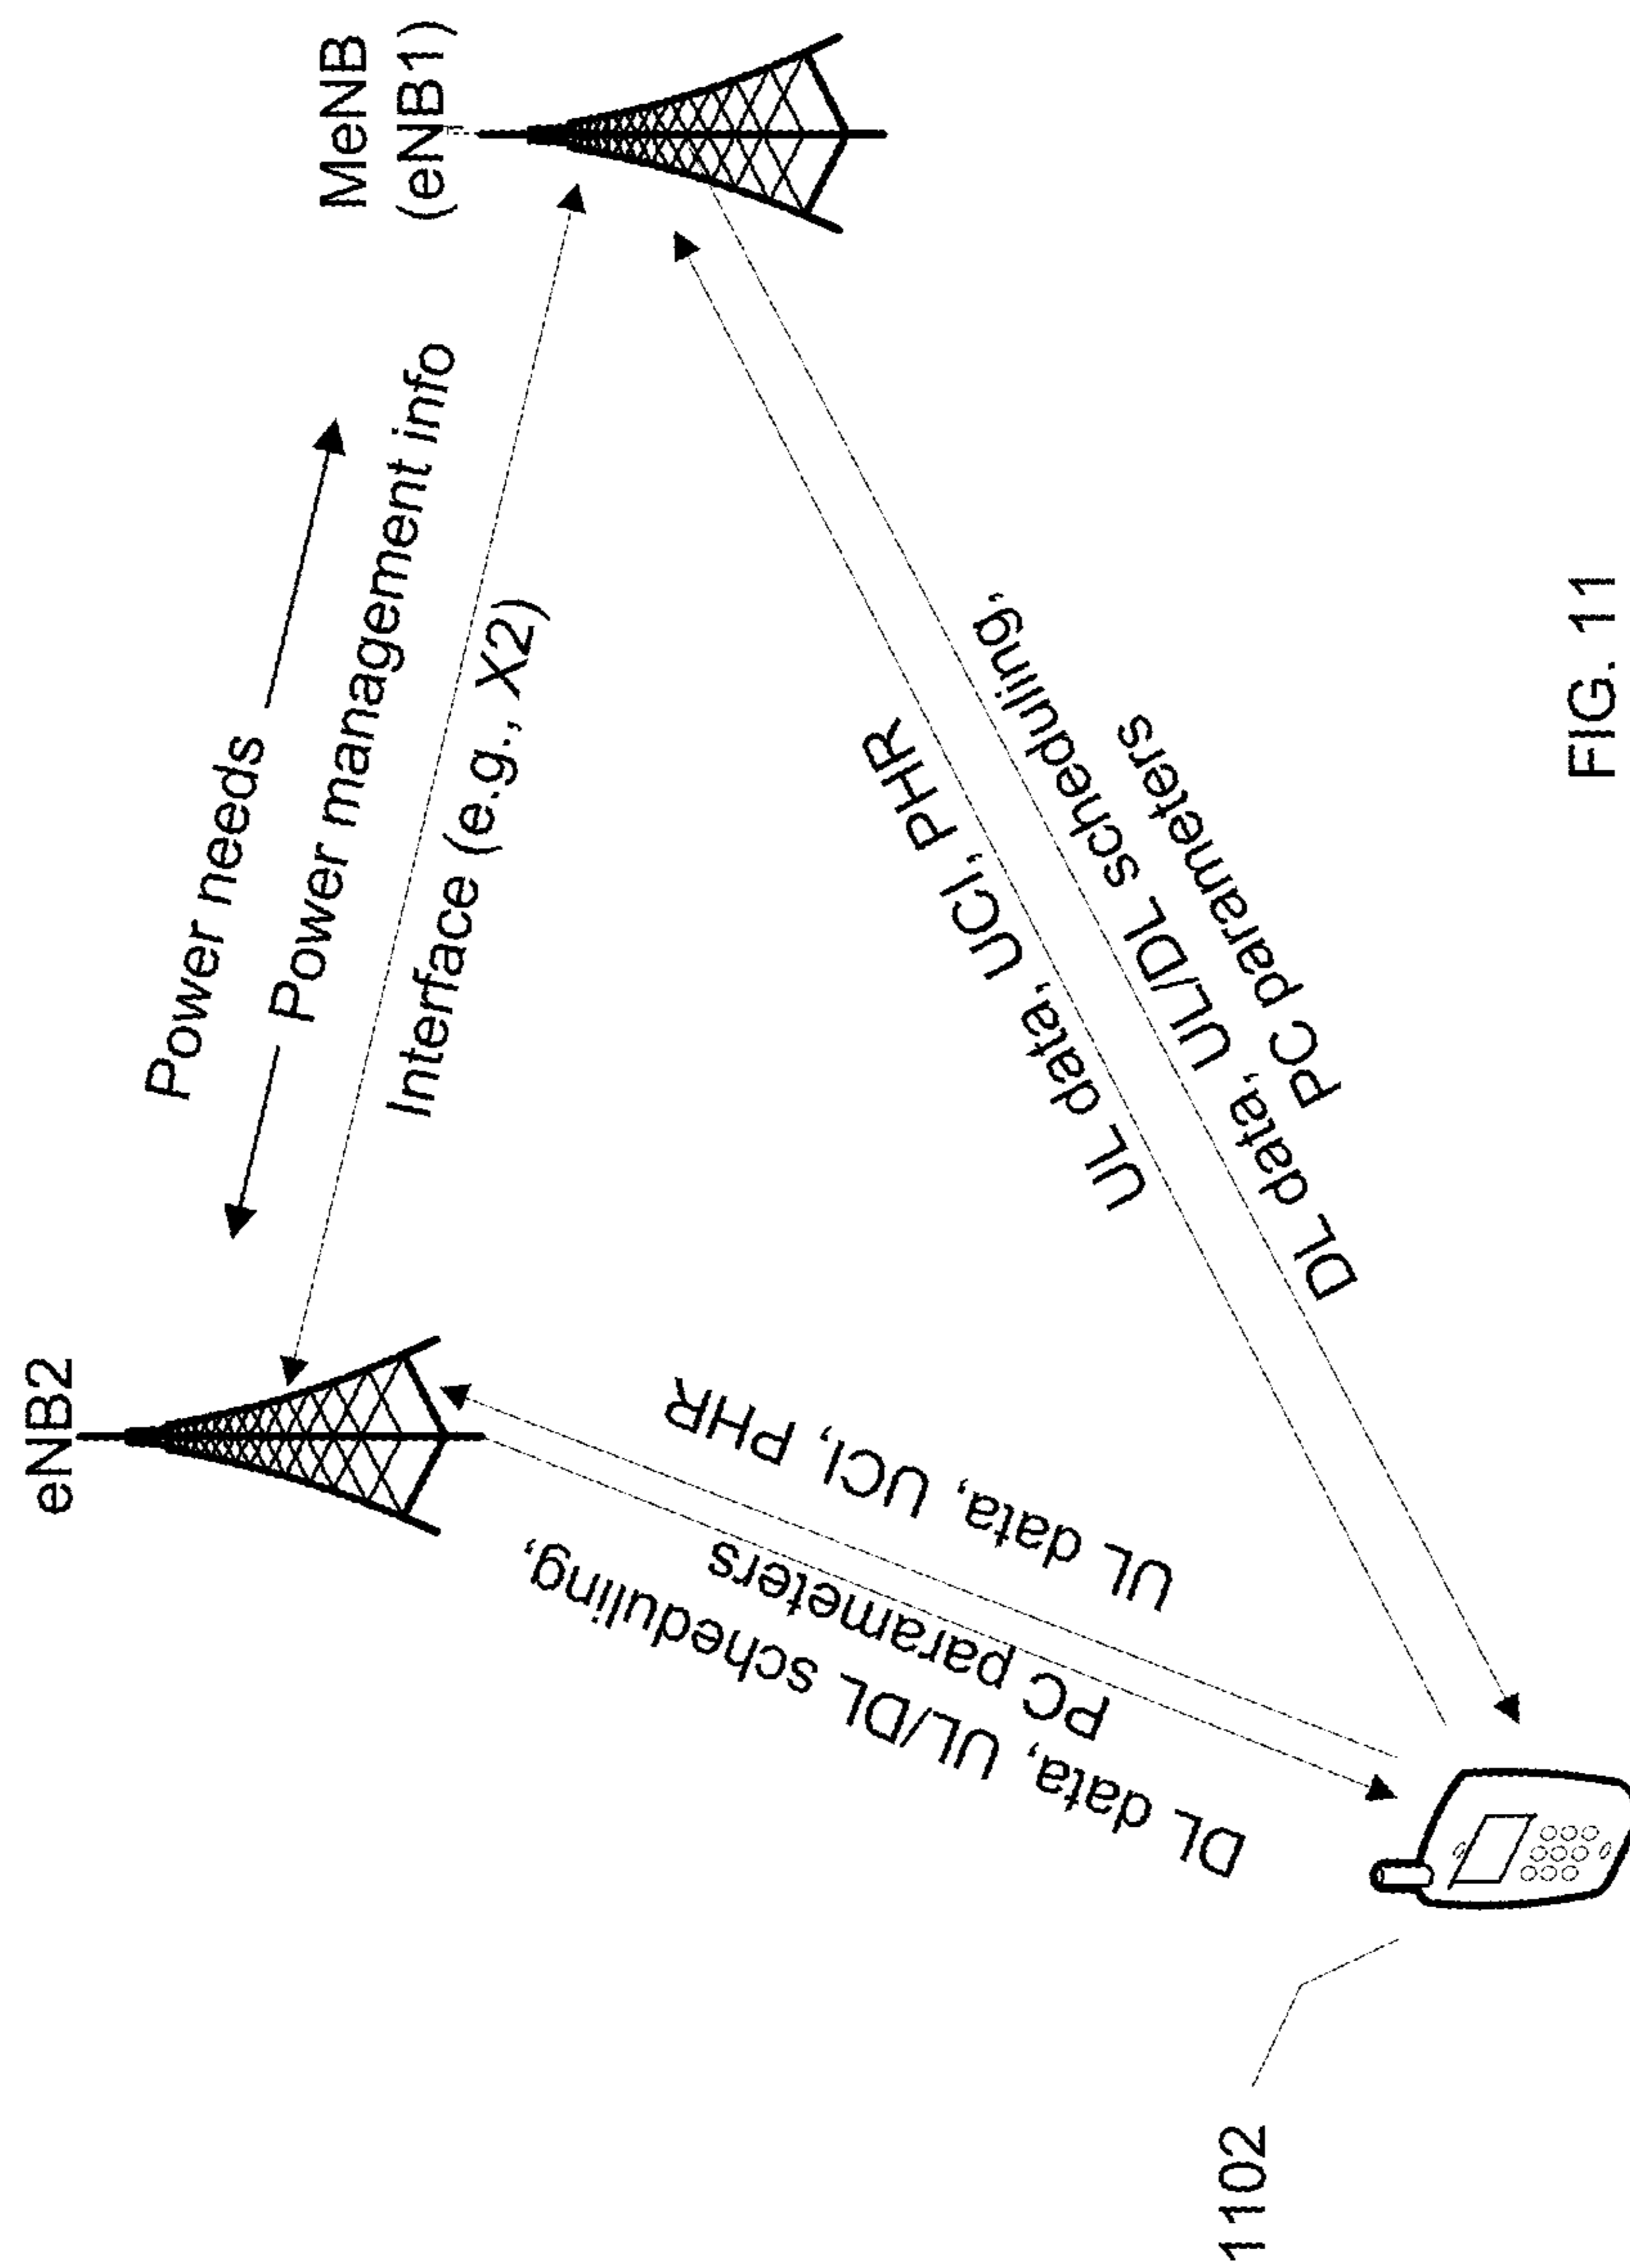 eNB2
MeNB
(eNB1)
Power needs
Power management info
Interface (e.g., X2)
DL data, UL/DL scheduling,
PC parameters
UL data, UCI, PHR
UL data, UCI, PHR
DL data, UL/DL scheduling,
PC parameters
1102
FIG. 11